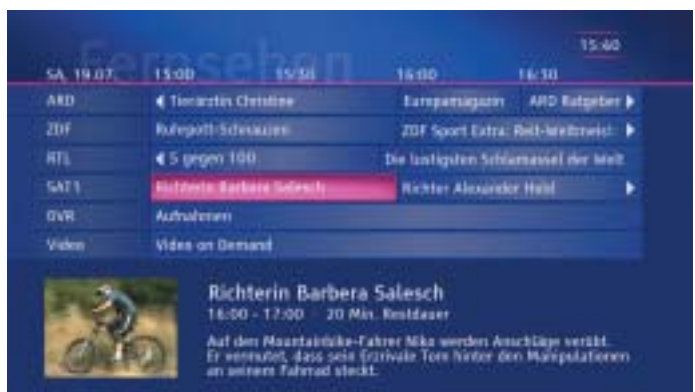 Fernsehen
15:40
SA, 19.07. 15:00 15:30 16:00 16:30
ARD Tierärztin Christine Europamagazin ARD Ratgeber
ZDF Ruhrpott-Schnauzen ZDF Sport Extra: Reit-Weltmeist
RTL 5 gegen 100 Die lustigsten Schlamassel der Welt
SAT1 Richterin Barbara Salesch Richter Alexander Hold
DVR Aufnahmen
Video Video on Demand
Richterin Barbera Salesch
16:00 - 17:00 20 Min. Restdauer
Auf den Mountainbike-Fahrer Niko werden Anschläge verübt.
Er vermutet, dass sein Erzrivale Tom hinter den Manipulationen
an seinem Fahrrad steckt.